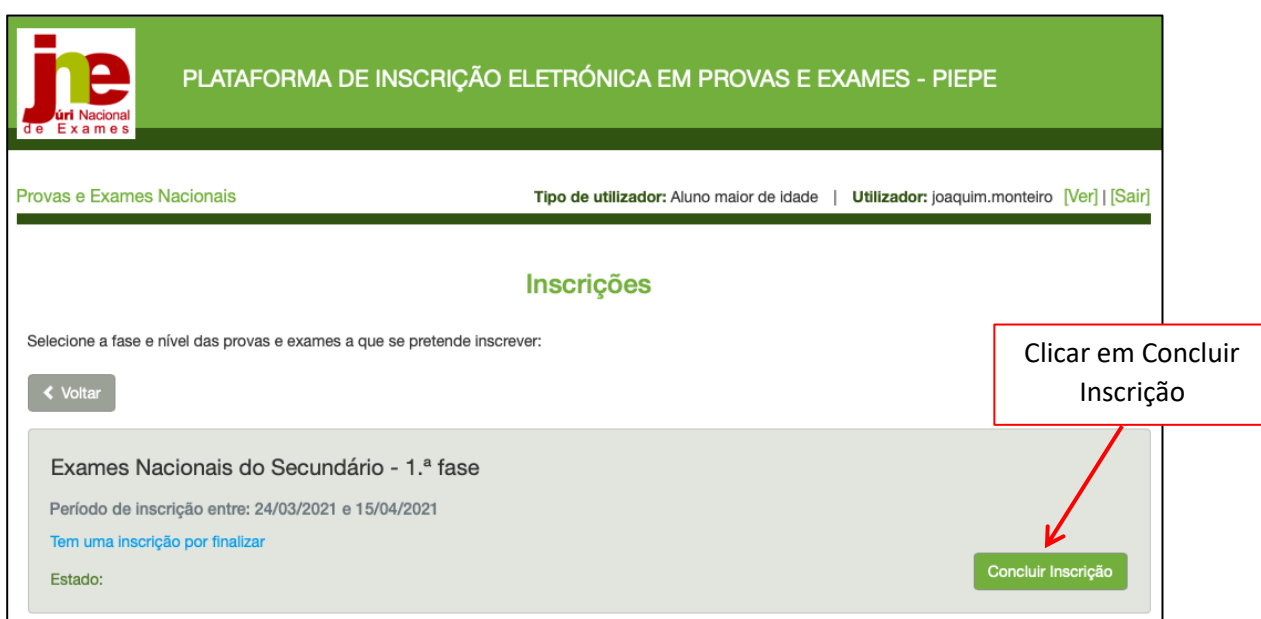 jne
úri Nacional
de Exames
PLATAFORMA DE INSCRIÇÃO ELETRÓNICA EM PROVAS E EXAMES - PIEPE
Provas e Exames Nacionais
Tipo de utilizador: Aluno maior de idade | Utilizador: joaquim.monteiro [Ver] | [Sair]
Inscrições
Selecione a fase e nível das provas e exames a que se pretende inscrever:
Clicar em Concluir
Inscrição
Voltar
Exames Nacionais do Secundário - 1.ª fase
Período de inscrição entre: 24/03/2021 e 15/04/2021
Tem uma inscrição por finalizar
Estado:
Concluir Inscrição